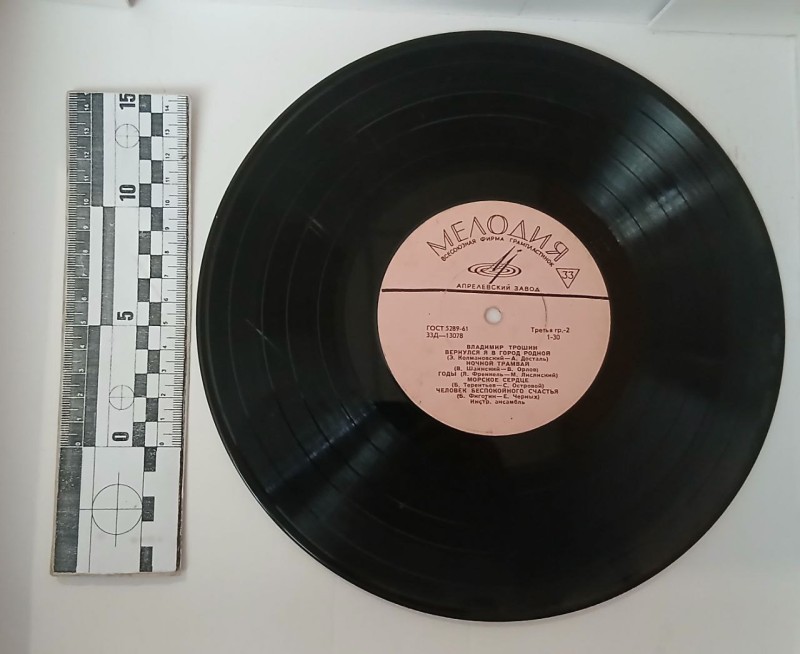 МЕЛОДИЯ
ВСЕСОЮЗНАЯ ФИРМА ГРАМПЛАСТИНОК
33
АПРЕЛЕВСКИЙ ЗАВОД
ГОСТ 5289-61
Третья гр.-2
33Д—13078
1-30
ВЛАДИМИР ТРОШИН
ВЕРНУЛСЯ Я В ГОРОД РОДНОЙ
(Э. Колмановский—А. Досталь)
НОЧНОЙ ТРАМВАЙ
(В. Шаинский—В. Орлов)
ГОДЫ (Я. Френкель—М. Лисянский)
МОРСКОЕ СЕРДЦЕ
(Б. Терентьев—С. Островой)
ЧЕЛОВЕК БЕСПОКОЙНОГО СЧАСТЬЯ
(Б. Фиготин—Е. Черных)
Инстр. ансамбль
15
10
5
0